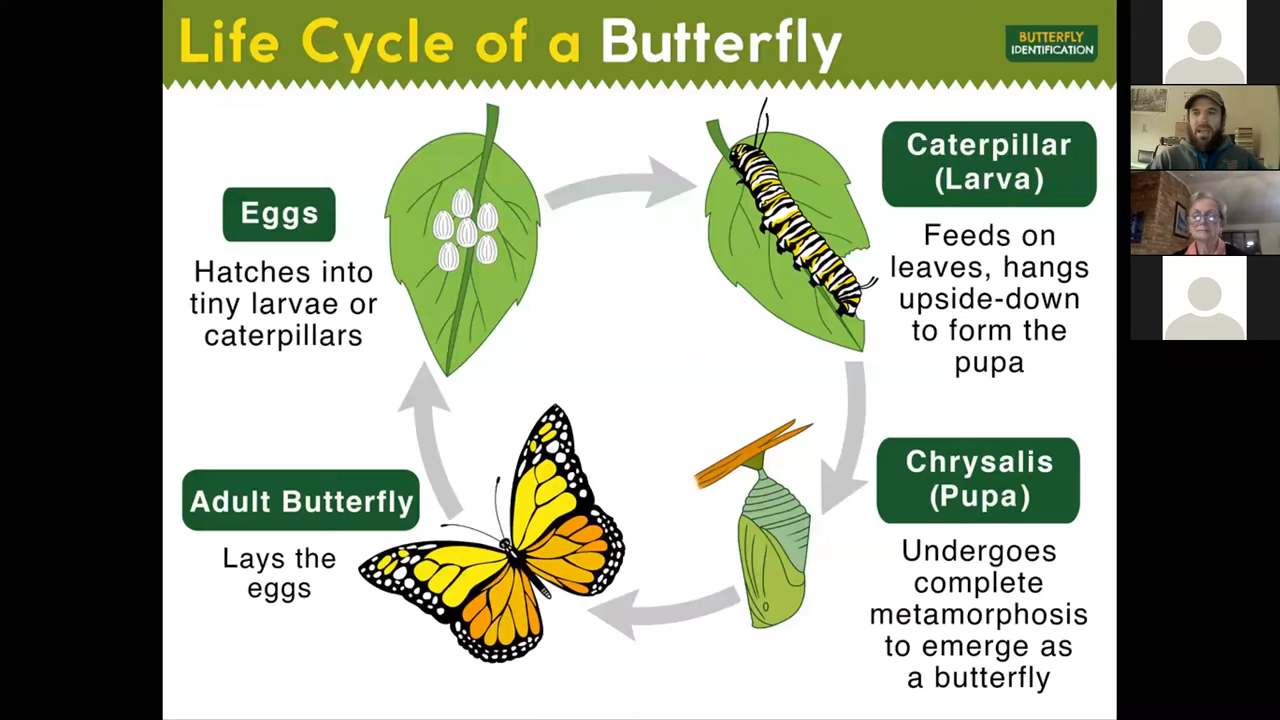 Life Cycle of a Butterfly
BUTTERFLY
IDENTIFICATION
Eggs
Hatches into
tiny larvae or
caterpillars
Caterpillar
(Larva)
Feeds on
leaves, hangs
upside-down
to form the
pupa
Chrysalis
(Pupa)
Undergoes
complete
metamorphosis
to emerge as
a butterfly
Adult Butterfly
Lays the
eggs